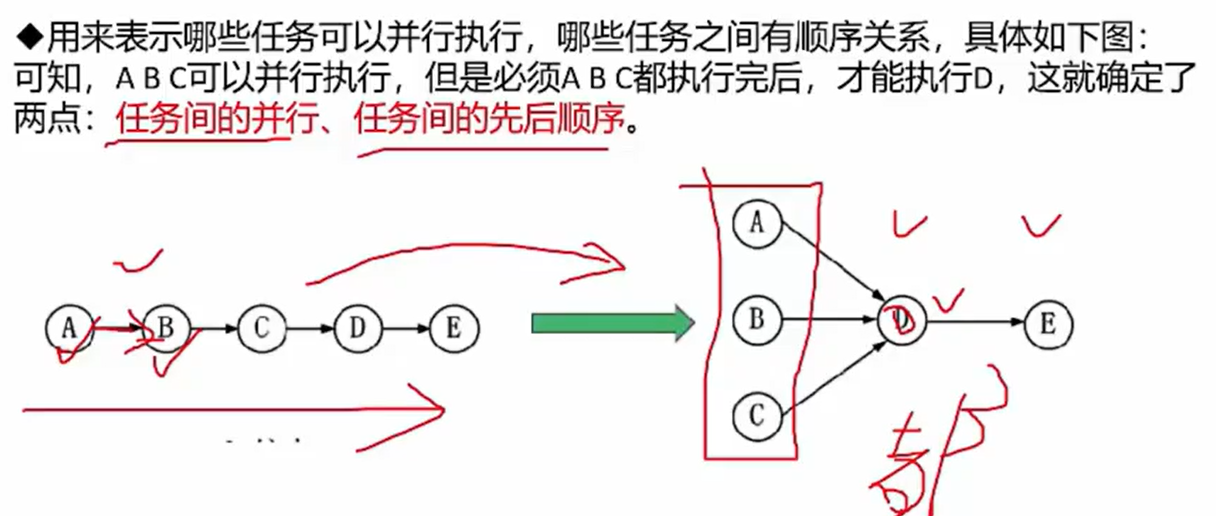 ◆用来表示哪些任务可以并行执行，哪些任务之间有顺序关系，具体如下图：
可知，A B C可以并行执行，但是必须A B C都执行完后，才能执行D，这就确定了
两点：任务间的并行、任务间的先后顺序。
A B C D E
A
B D E
C
都